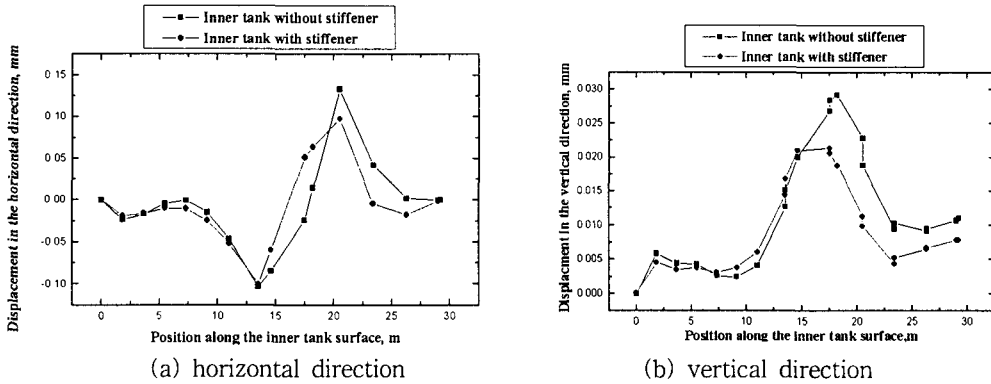 Inner tank without stiffener
Inner tank with stiffener
Displacement in the horizontal direction, mm
0.15
0.10
0.05
0.00
-0.05
-0.10
0 5 10 15 20 25 30
Position along the inner tank surface, m
(a) horizontal direction
Inner tank without stiffener
Inner tank with stiffener
Displacment in the vertical direction, mm
0.030
0.025
0.020
0.015
0.010
0.005
0.000
0 5 10 15 20 25 30
Position along the inner tank surface,m
(b) vertical direction